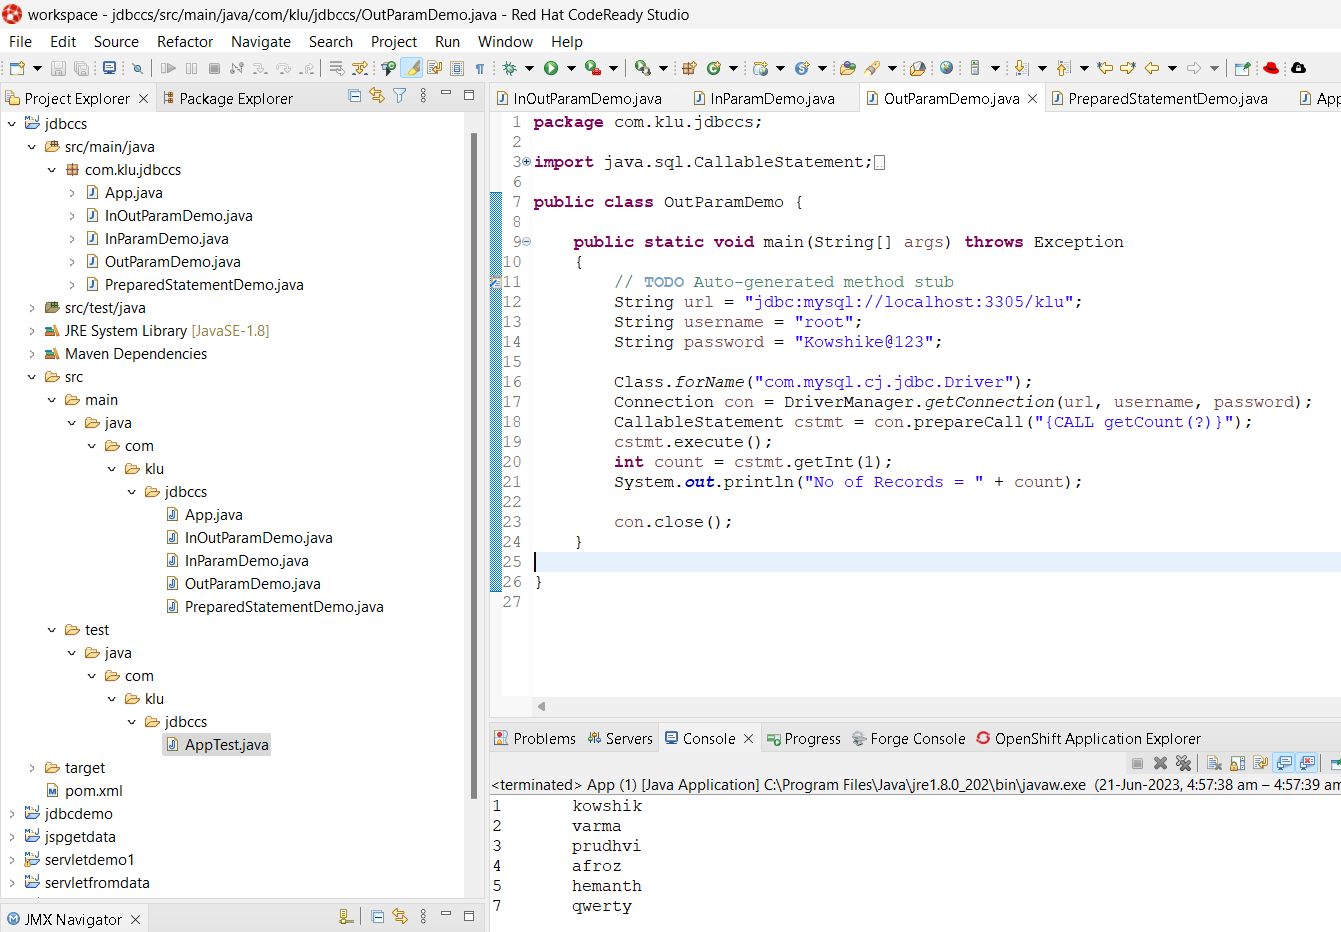 workspace - jdbccs/src/main/java/com/klu/jdbccs/OutParamDemo.java - Red Hat CodeReady Studio
File Edit Source Refactor Navigate Search Project Run Window Help
Project Explorer Package Explorer
jdbccs
src/main/java
com.klu.jdbccs
App.java
InOutParamDemo.java
InParamDemo.java
OutParamDemo.java
PreparedStatementDemo.java
src/test/java
JRE System Library [JavaSE-1.8]
Maven Dependencies
src
main
java
com
klu
jdbccs
App.java
InOutParamDemo.java
InParamDemo.java
OutParamDemo.java
PreparedStatementDemo.java
test
java
com
klu
jdbccs
AppTest.java
target
pom.xml
jdbcdemo
jspgetdata
servletdemo1
servletfromdata
JMX Navigator
InOutParamDemo.java InParamDemo.java OutParamDemo.java PreparedStatementDemo.java App
1 package com.klu.jdbccs;
2
3 import java.sql.CallableStatement;
6
7 public class OutParamDemo {
8
9 public static void main(String[] args) throws Exception
10 {
11 // TODO Auto-generated method stub
12 String url = "jdbc:mysql://localhost:3305/klu";
13 String username = "root";
14 String password = "Kowshike@123";
15
16 Class.forName("com.mysql.cj.jdbc.Driver");
17 Connection con = DriverManager.getConnection(url, username, password);
18 CallableStatement cstmt = con.prepareCall("{CALL getCount(?)}");
19 cstmt.execute();
20 int count = cstmt.getInt(1);
21 System.out.println("No of Records = " + count);
22
23 con.close();
24 }
25
26 }
27
Problems Servers Console Progress Forge Console OpenShift Application Explorer
<terminated> App (1) [Java Application] C:\Program Files\Java\jre1.8.0_202\bin\javaw.exe (21-Jun-2023, 4:57:38 am – 4:57:39 am
1 kowshik
2 varma
3 prudhvi
4 afroz
5 hemanth
7 qwerty